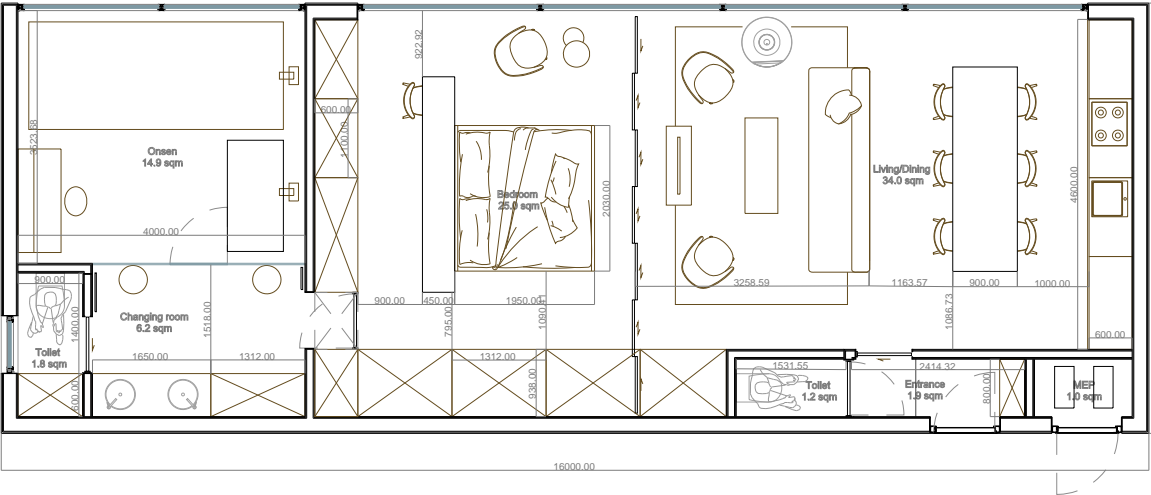 922.92
600.00
3523.68
1100.00
Onsen
14.9 sqm
Living/Dining
34.0 sqm
4600.00
Bedroom
25.0 sqm
2030.00
4000.00
900.00
3258.59
1163.57
900.00
1000.00
900.00
450.00
1950.00
1400.00
1518.00
795.00
1090.41
1086.73
Changing room
6.2 sqm
600.00
Toilet
1.8 sqm
1650.00
1312.00
1312.00
1531.55
2414.32
600.00
938.00
Toilet
1.2 sqm
Entrance
1.9 sqm
800.00
MEP
1.0 sqm
16000.00